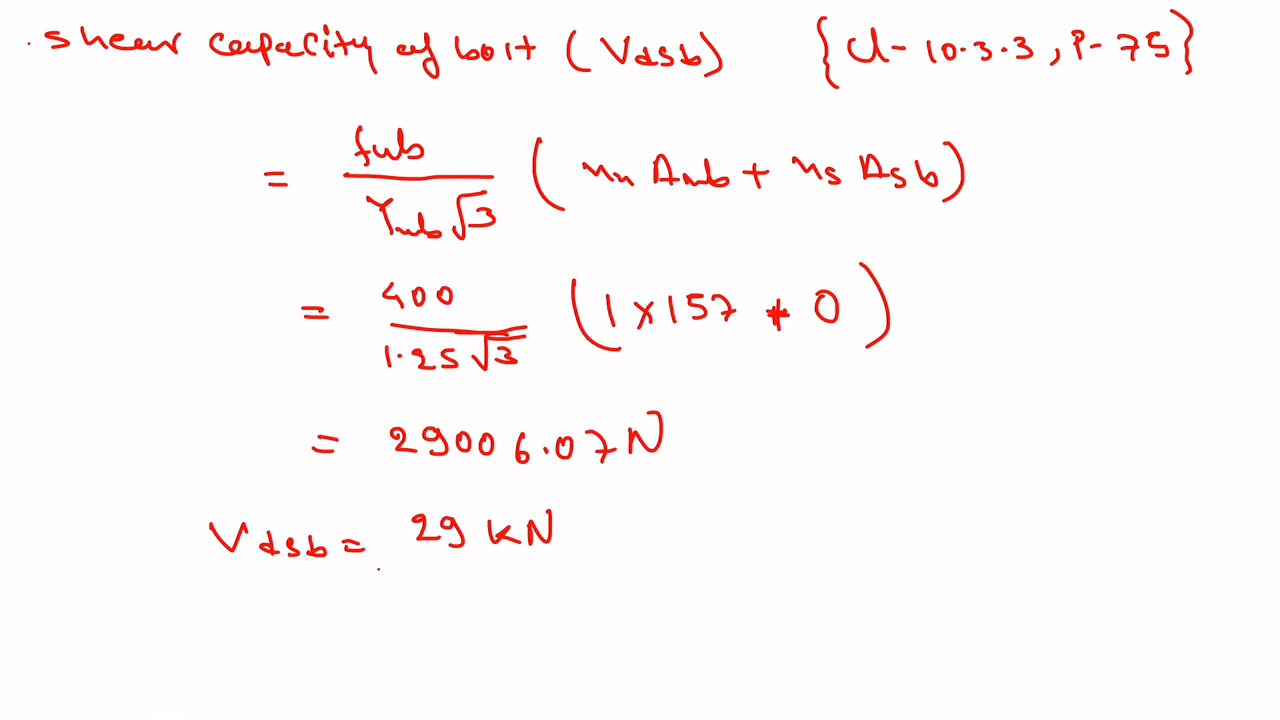 . Shear capacity of bolt (Vdsb) {Cl- 10.3.3, P- 75}
= fub / γmb√3 ( nn Anb + ns Asb )
= 400 / 1.25√3 ( 1 x 157 + 0 )
= 29006.07 N
Vdsb = 29 kN